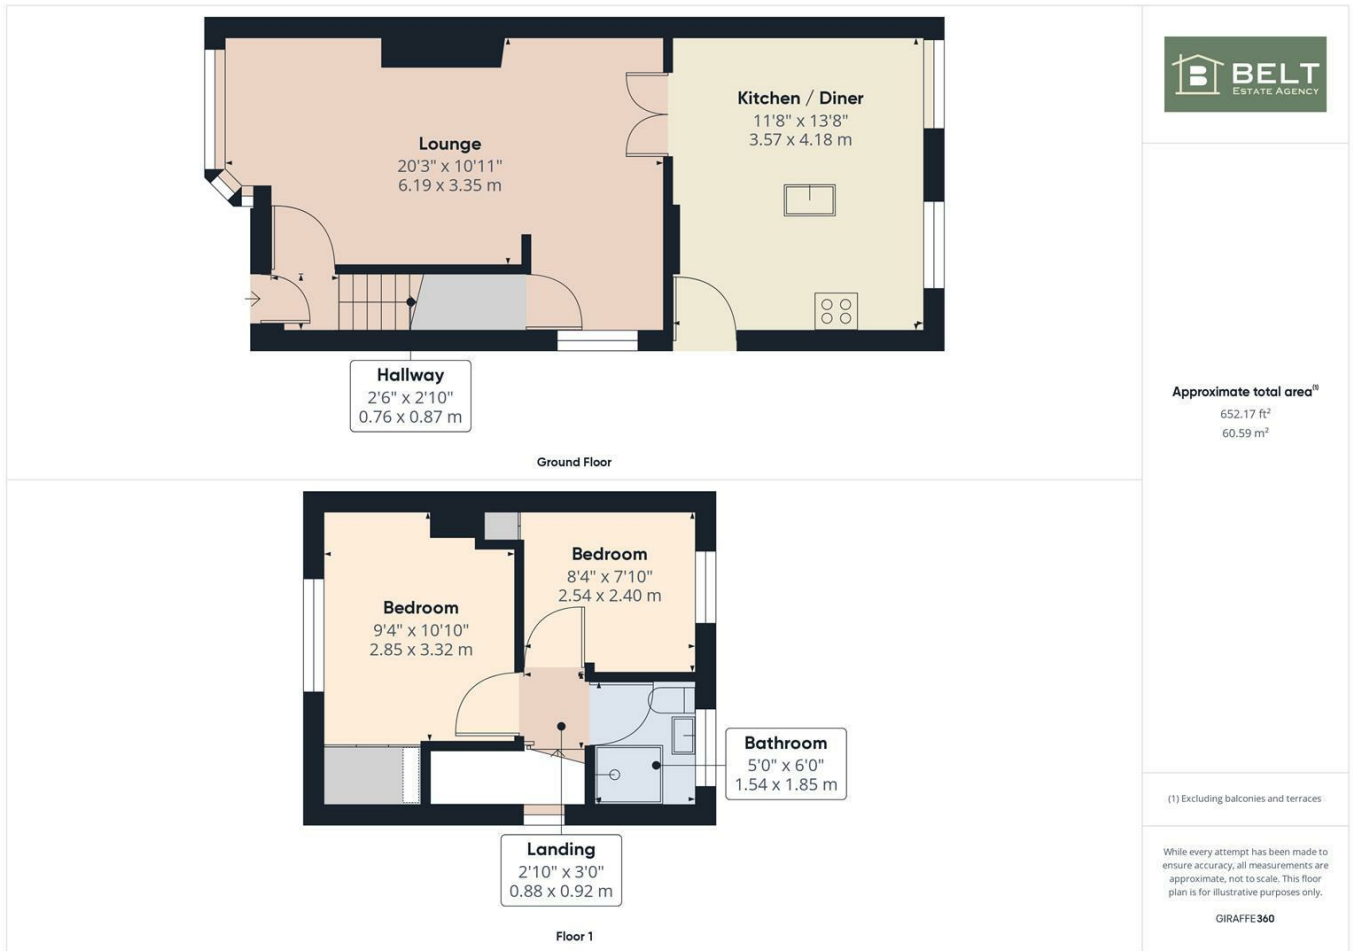 Lounge
20'3" x 10'11"
6.19 x 3.35 m
Kitchen / Diner
11'8" x 13'8"
3.57 x 4.18 m
Hallway
2'6" x 2'10"
0.76 x 0.87 m
Ground Floor
Bedroom
9'4" x 10'10"
2.85 x 3.32 m
Bedroom
8'4" x 7'10"
2.54 x 2.40 m
Bathroom
5'0" x 6'0"
1.54 x 1.85 m
Landing
2'10" x 3'0"
0.88 x 0.92 m
Floor 1
B BELT
ESTATE AGENCY
Approximate total area(1)
652.17 ft²
60.59 m²
(1) Excluding balconies and terraces
While every attempt has been made to
ensure accuracy, all measurements are
approximate, not to scale. This floor
plan is for illustrative purposes only.
GIRAFFE360